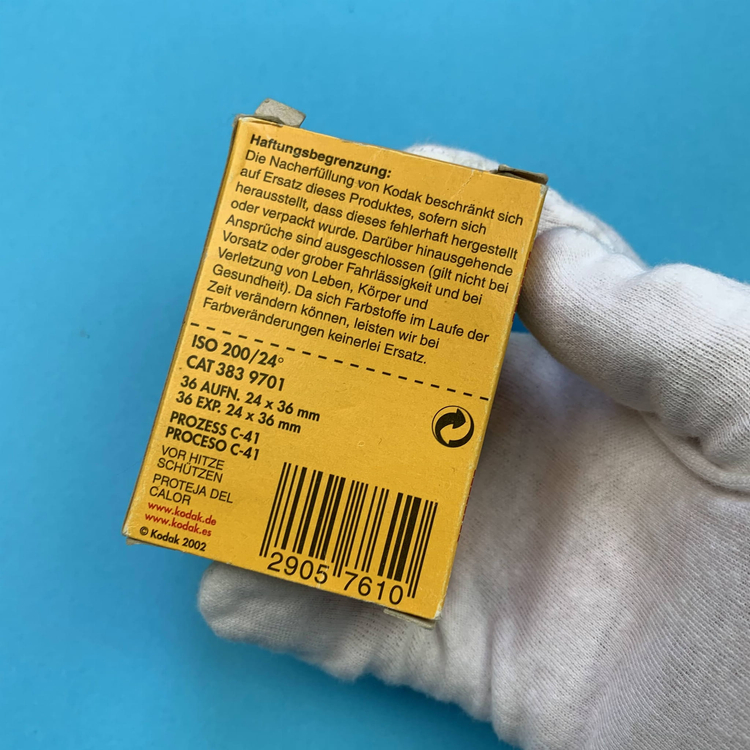 Haftungsbegrenzung:
Die Nacherfüllung von Kodak beschränkt sich
auf Ersatz dieses Produktes, sofern sich
herausstellt, dass dieses fehlerhaft hergestellt
oder verpackt wurde. Darüber hinausgehende
Ansprüche sind ausgeschlossen (gilt nicht bei
Vorsatz oder grober Fahrlässigkeit und bei
Verletzung von Leben, Körper und
Gesundheit). Da sich Farbstoffe im Laufe der
Zeit verändern können, leisten wir bei
Farbveränderungen keinerlei Ersatz.
ISO 200/24°
CAT 383 9701
36 AUFN. 24 x 36 mm
36 EXP. 24 x 36 mm
PROZESS C-41
PROCESO C-41
VOR HITZE
SCHÜTZEN
PROTEJA DEL
CALOR
www.kodak.de
www.kodak.es
© Kodak 2002
2905 7610